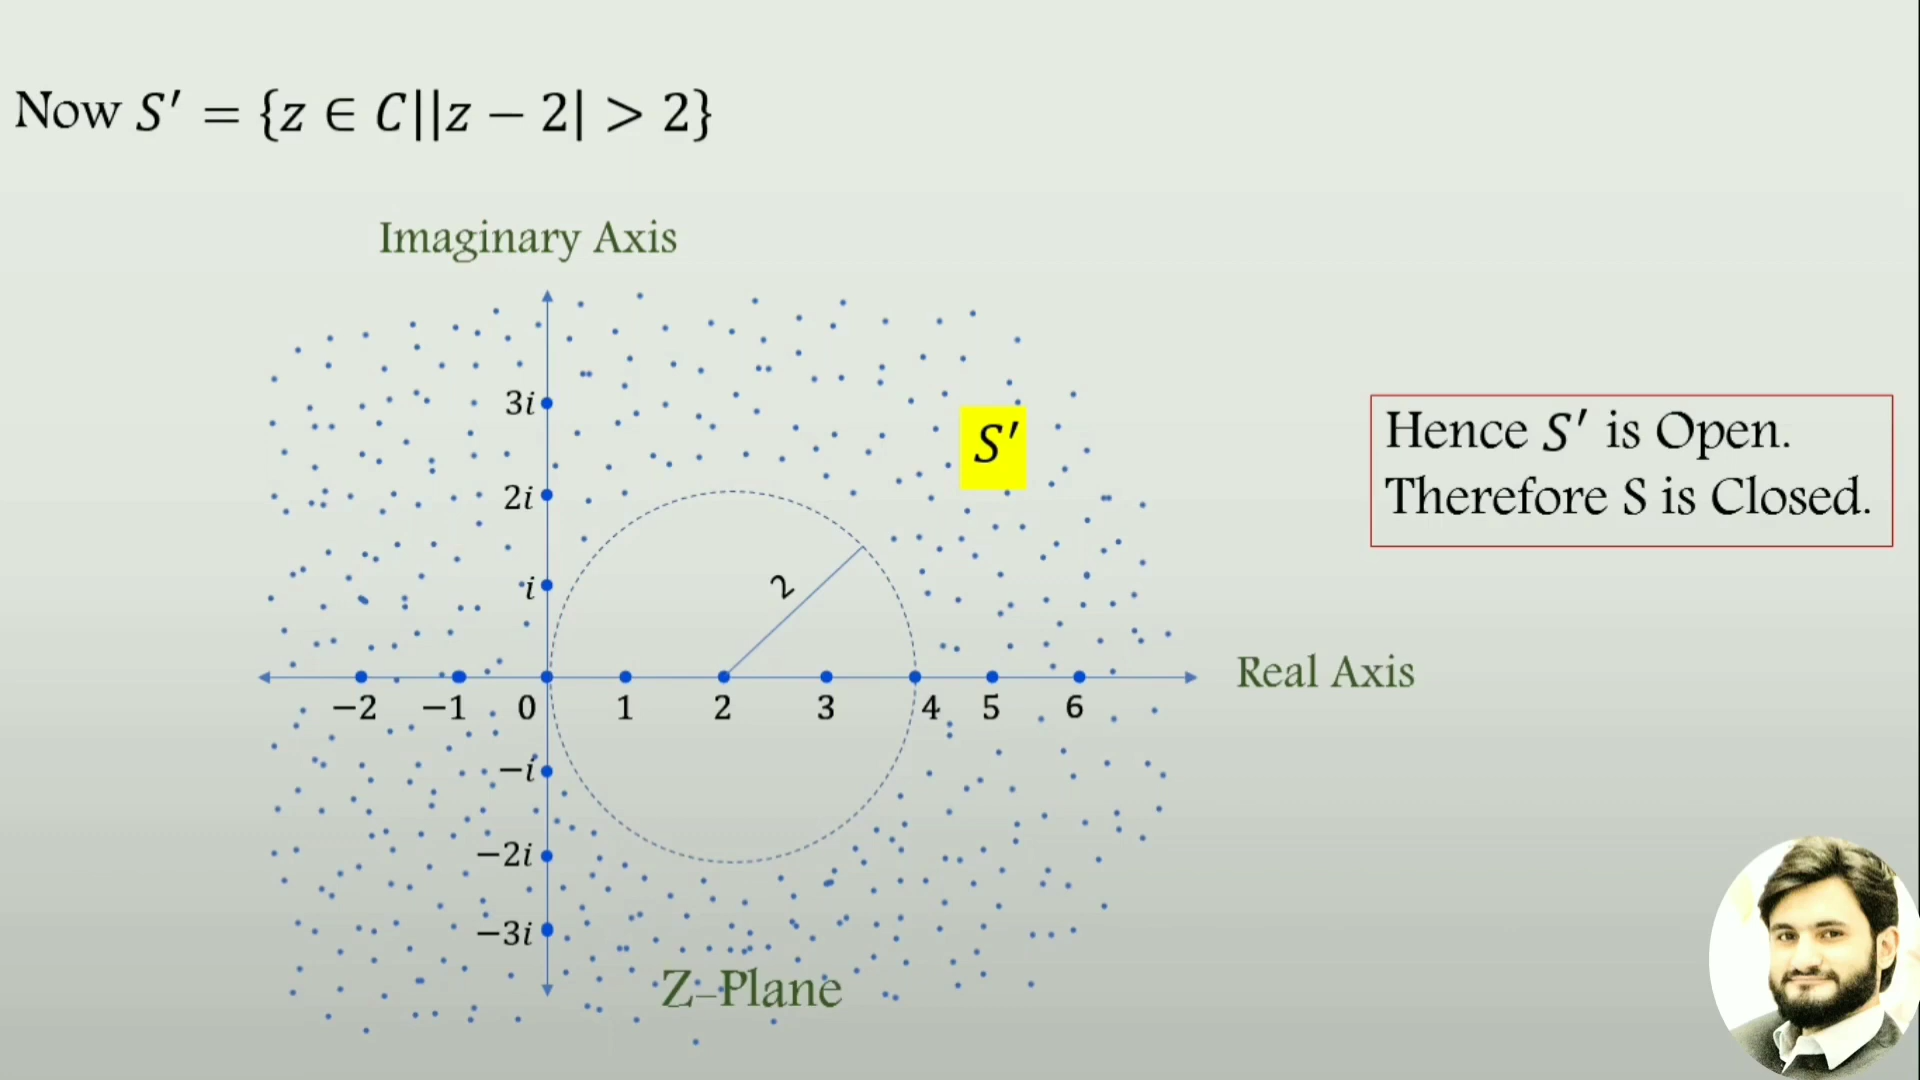 Now S′ = {z ∈ C||z − 2| > 2}
Imaginary Axis
3i
S′
Hence S′ is Open.
Therefore S is Closed.
2i
2
i
Real Axis
−2 −1 0 1 2 3 4 5 6
−i
−2i
−3i
Z-Plane